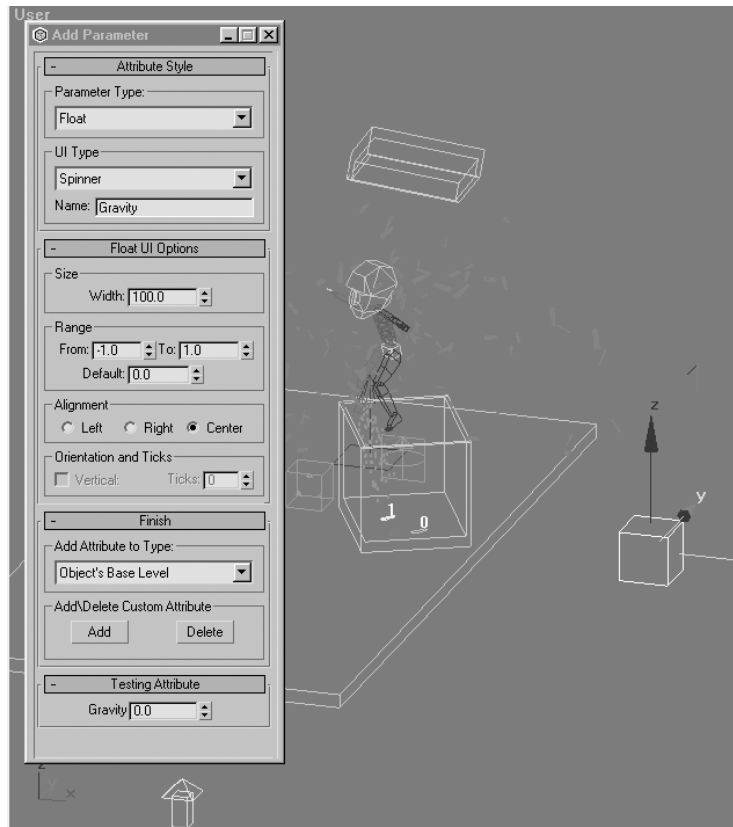 User
Add Parameter
- Attribute Style
Parameter Type:
Float
UI Type
Spinner
Name: Gravity
- Float UI Options
Size
Width: 100.0
Range
From: -1.0 To: 1.0
Default: 0.0
Alignment
Left Right Center
Orientation and Ticks
Vertical: Ticks: 0
- Finish
Add Attribute to Type:
Object's Base Level
Add\Delete Custom Attribute
Add Delete
- Testing Attribute
Gravity 0.0
1
0
z
y
z
y
x